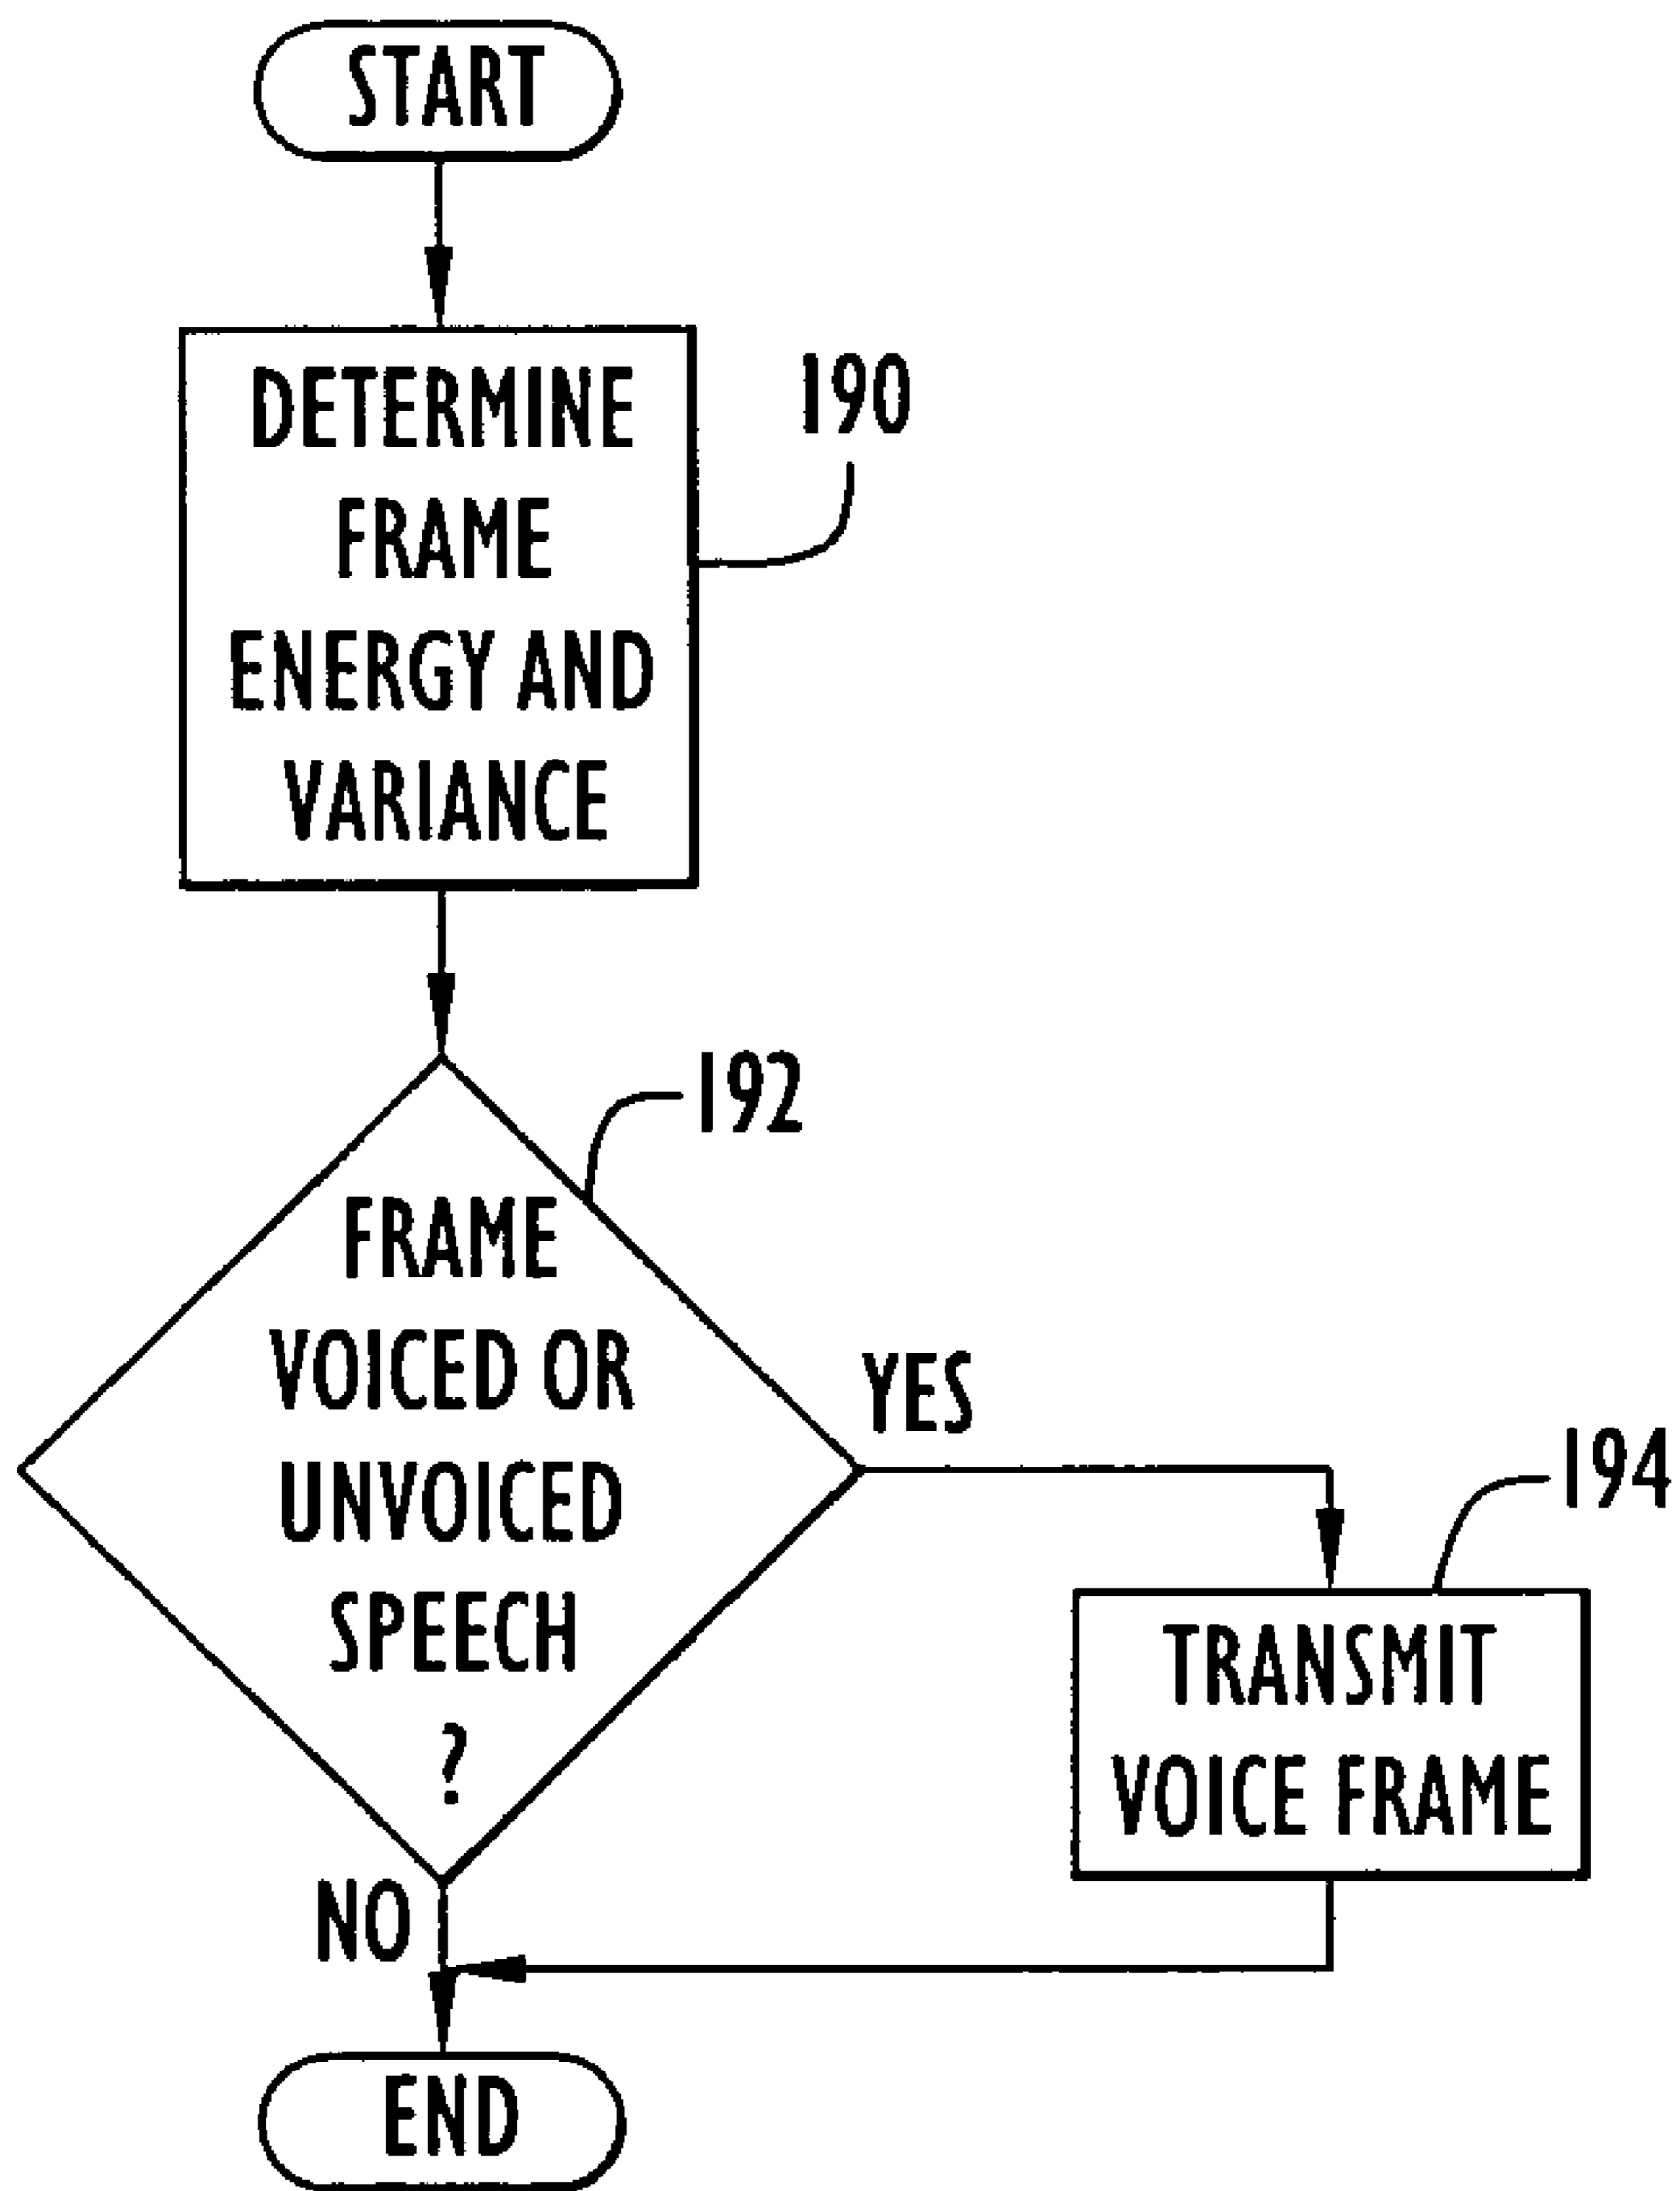 START
DETERMINE
FRAME
ENERGY AND
VARIANCE
190
192
FRAME
VOICED OR
UNVOICED
SPEECH
?
YES
194
TRANSMIT
VOICE FRAME
NO
END